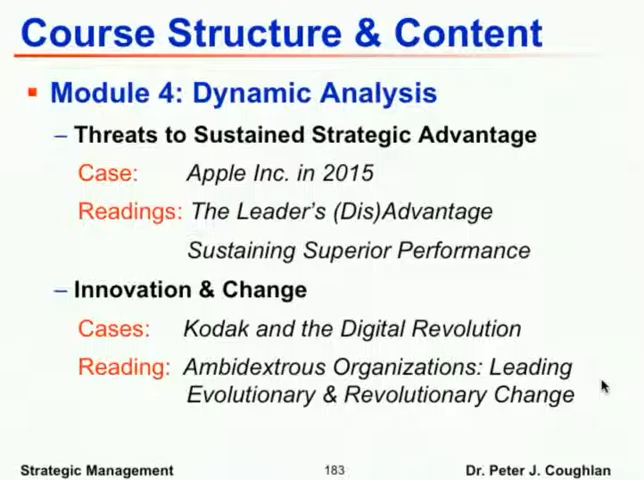 Course Structure & Content
▪ Module 4: Dynamic Analysis
– Threats to Sustained Strategic Advantage
Case: Apple Inc. in 2015
Readings: The Leader's (Dis)Advantage
Sustaining Superior Performance
– Innovation & Change
Cases: Kodak and the Digital Revolution
Reading: Ambidextrous Organizations: Leading
Evolutionary & Revolutionary Change
Strategic Management 183 Dr. Peter J. Coughlan